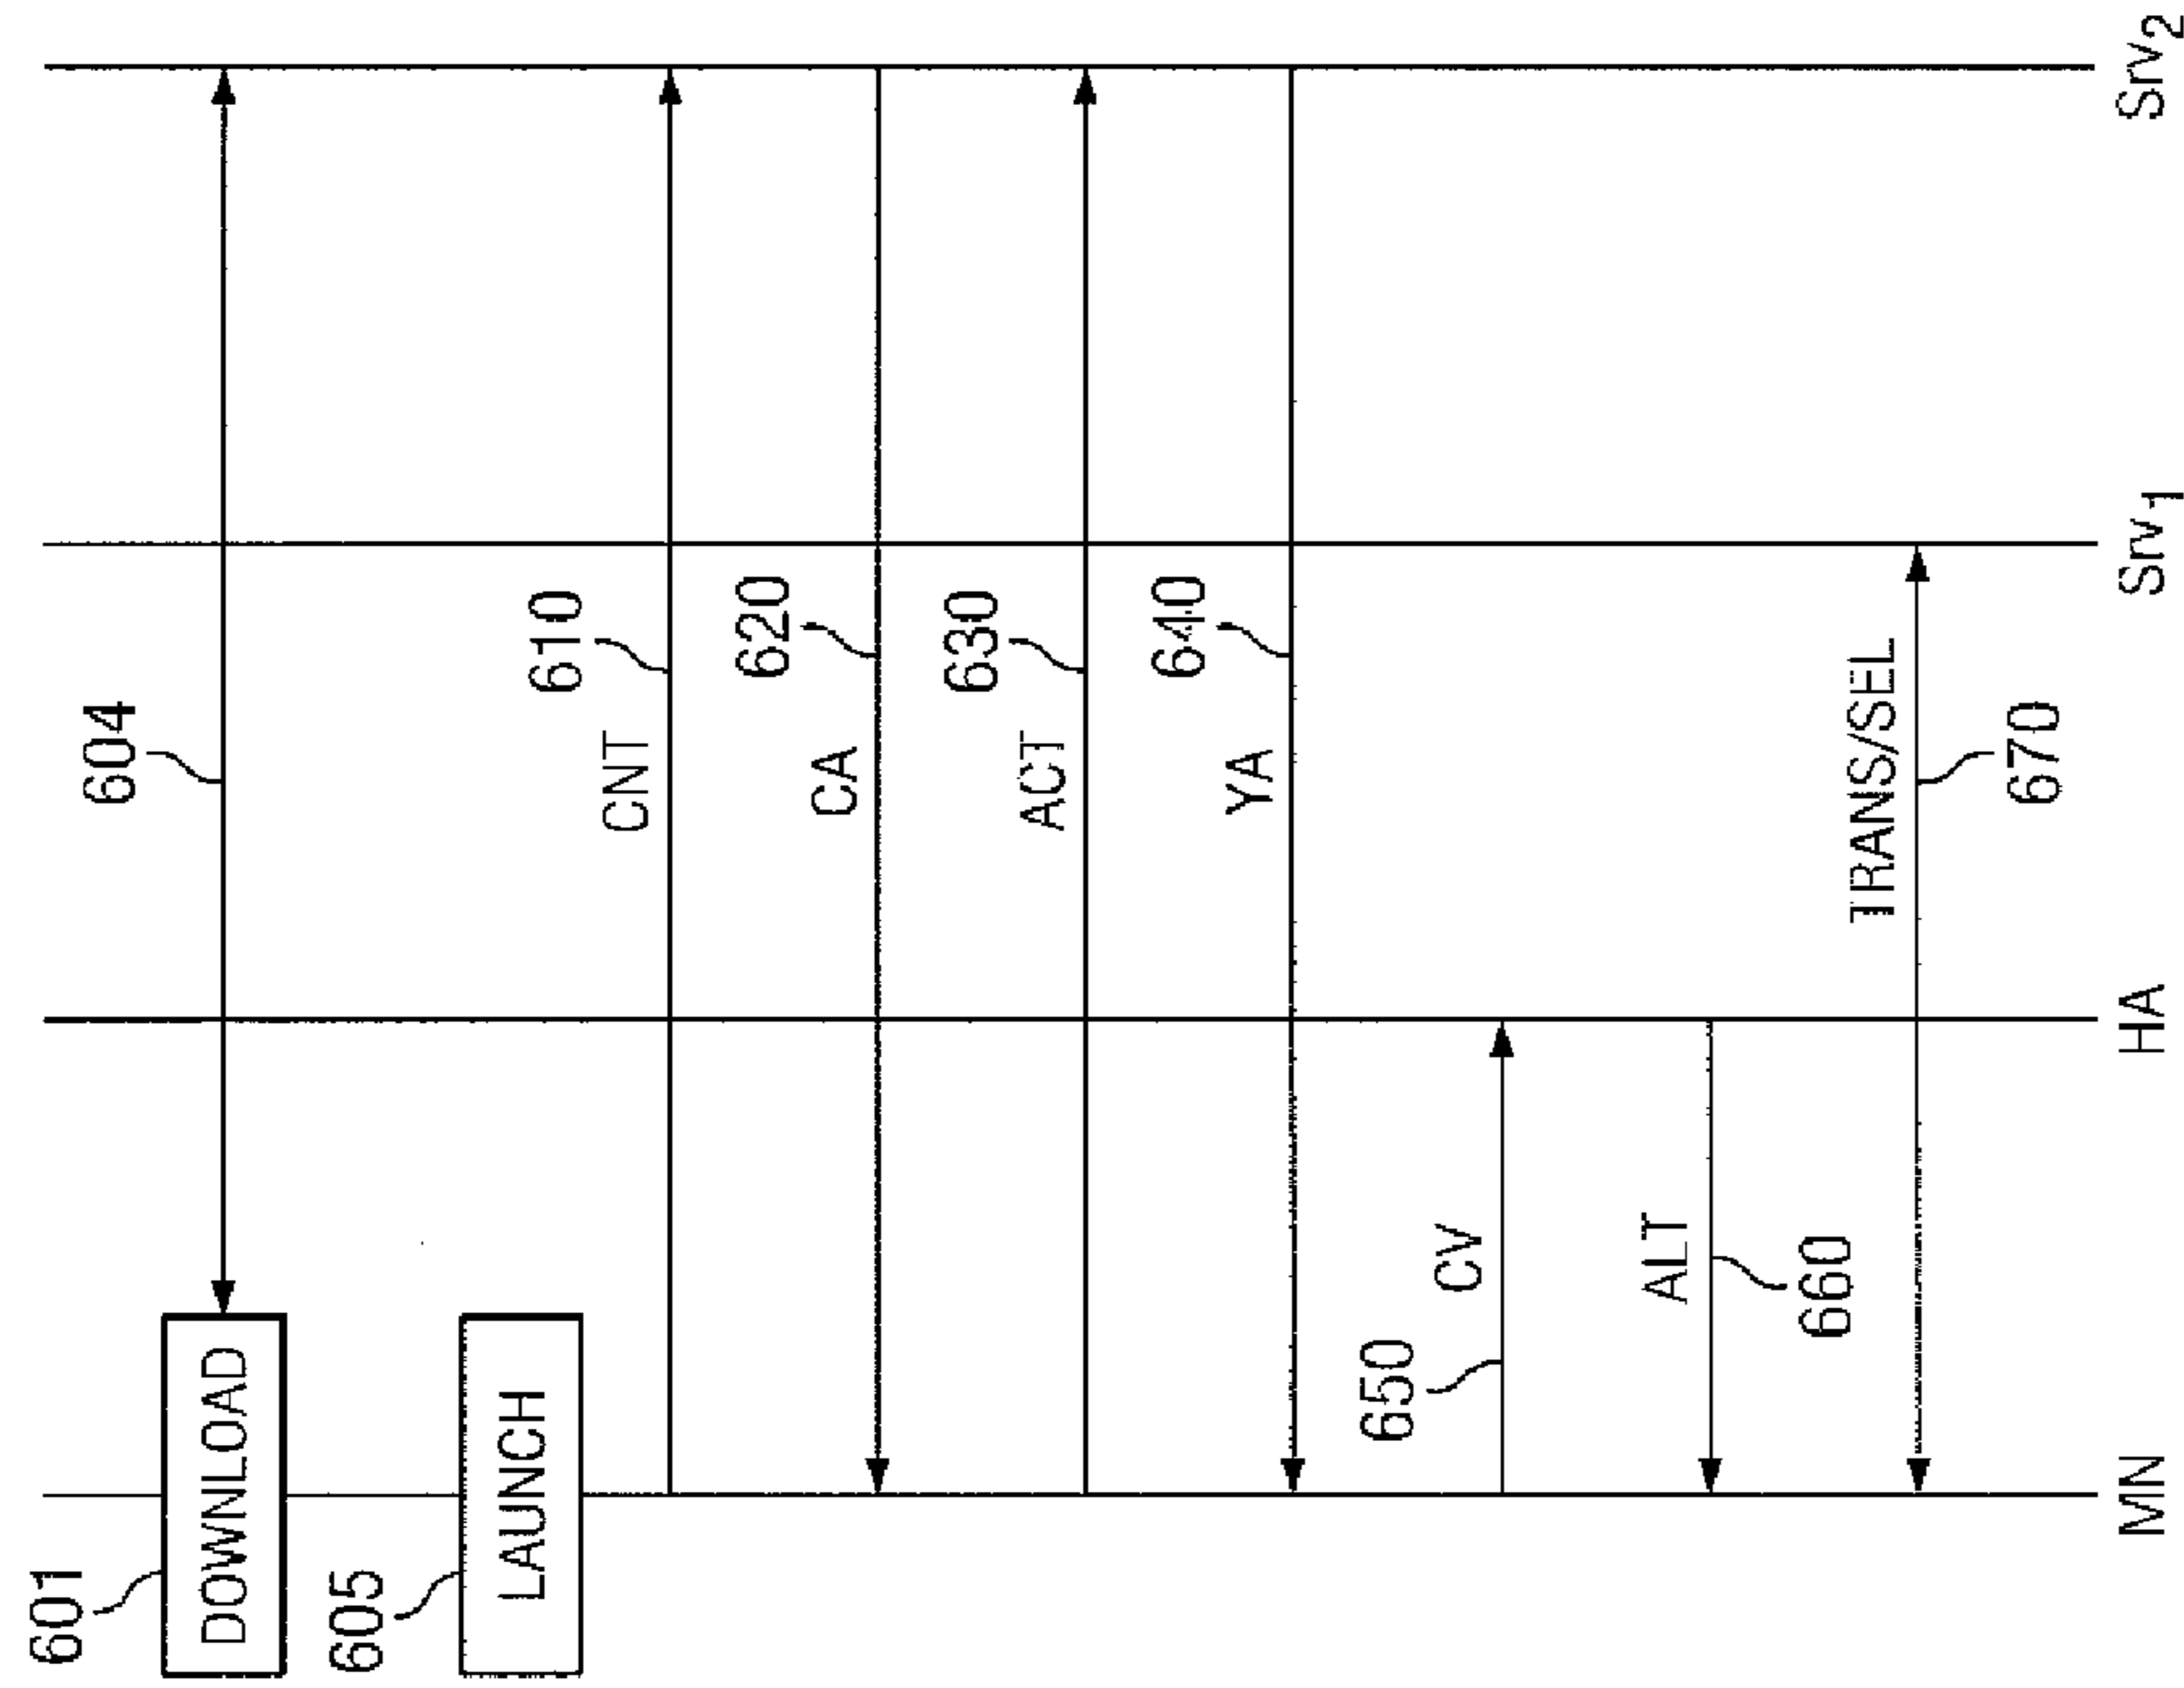 601
DOWNLOAD
604
605
LAUNCH
CNT
610
CA
620
ACT
630
YA
640
650
CV
ALT
660
TRANS/SEL
670
MN
HA
Srv1
Srv2